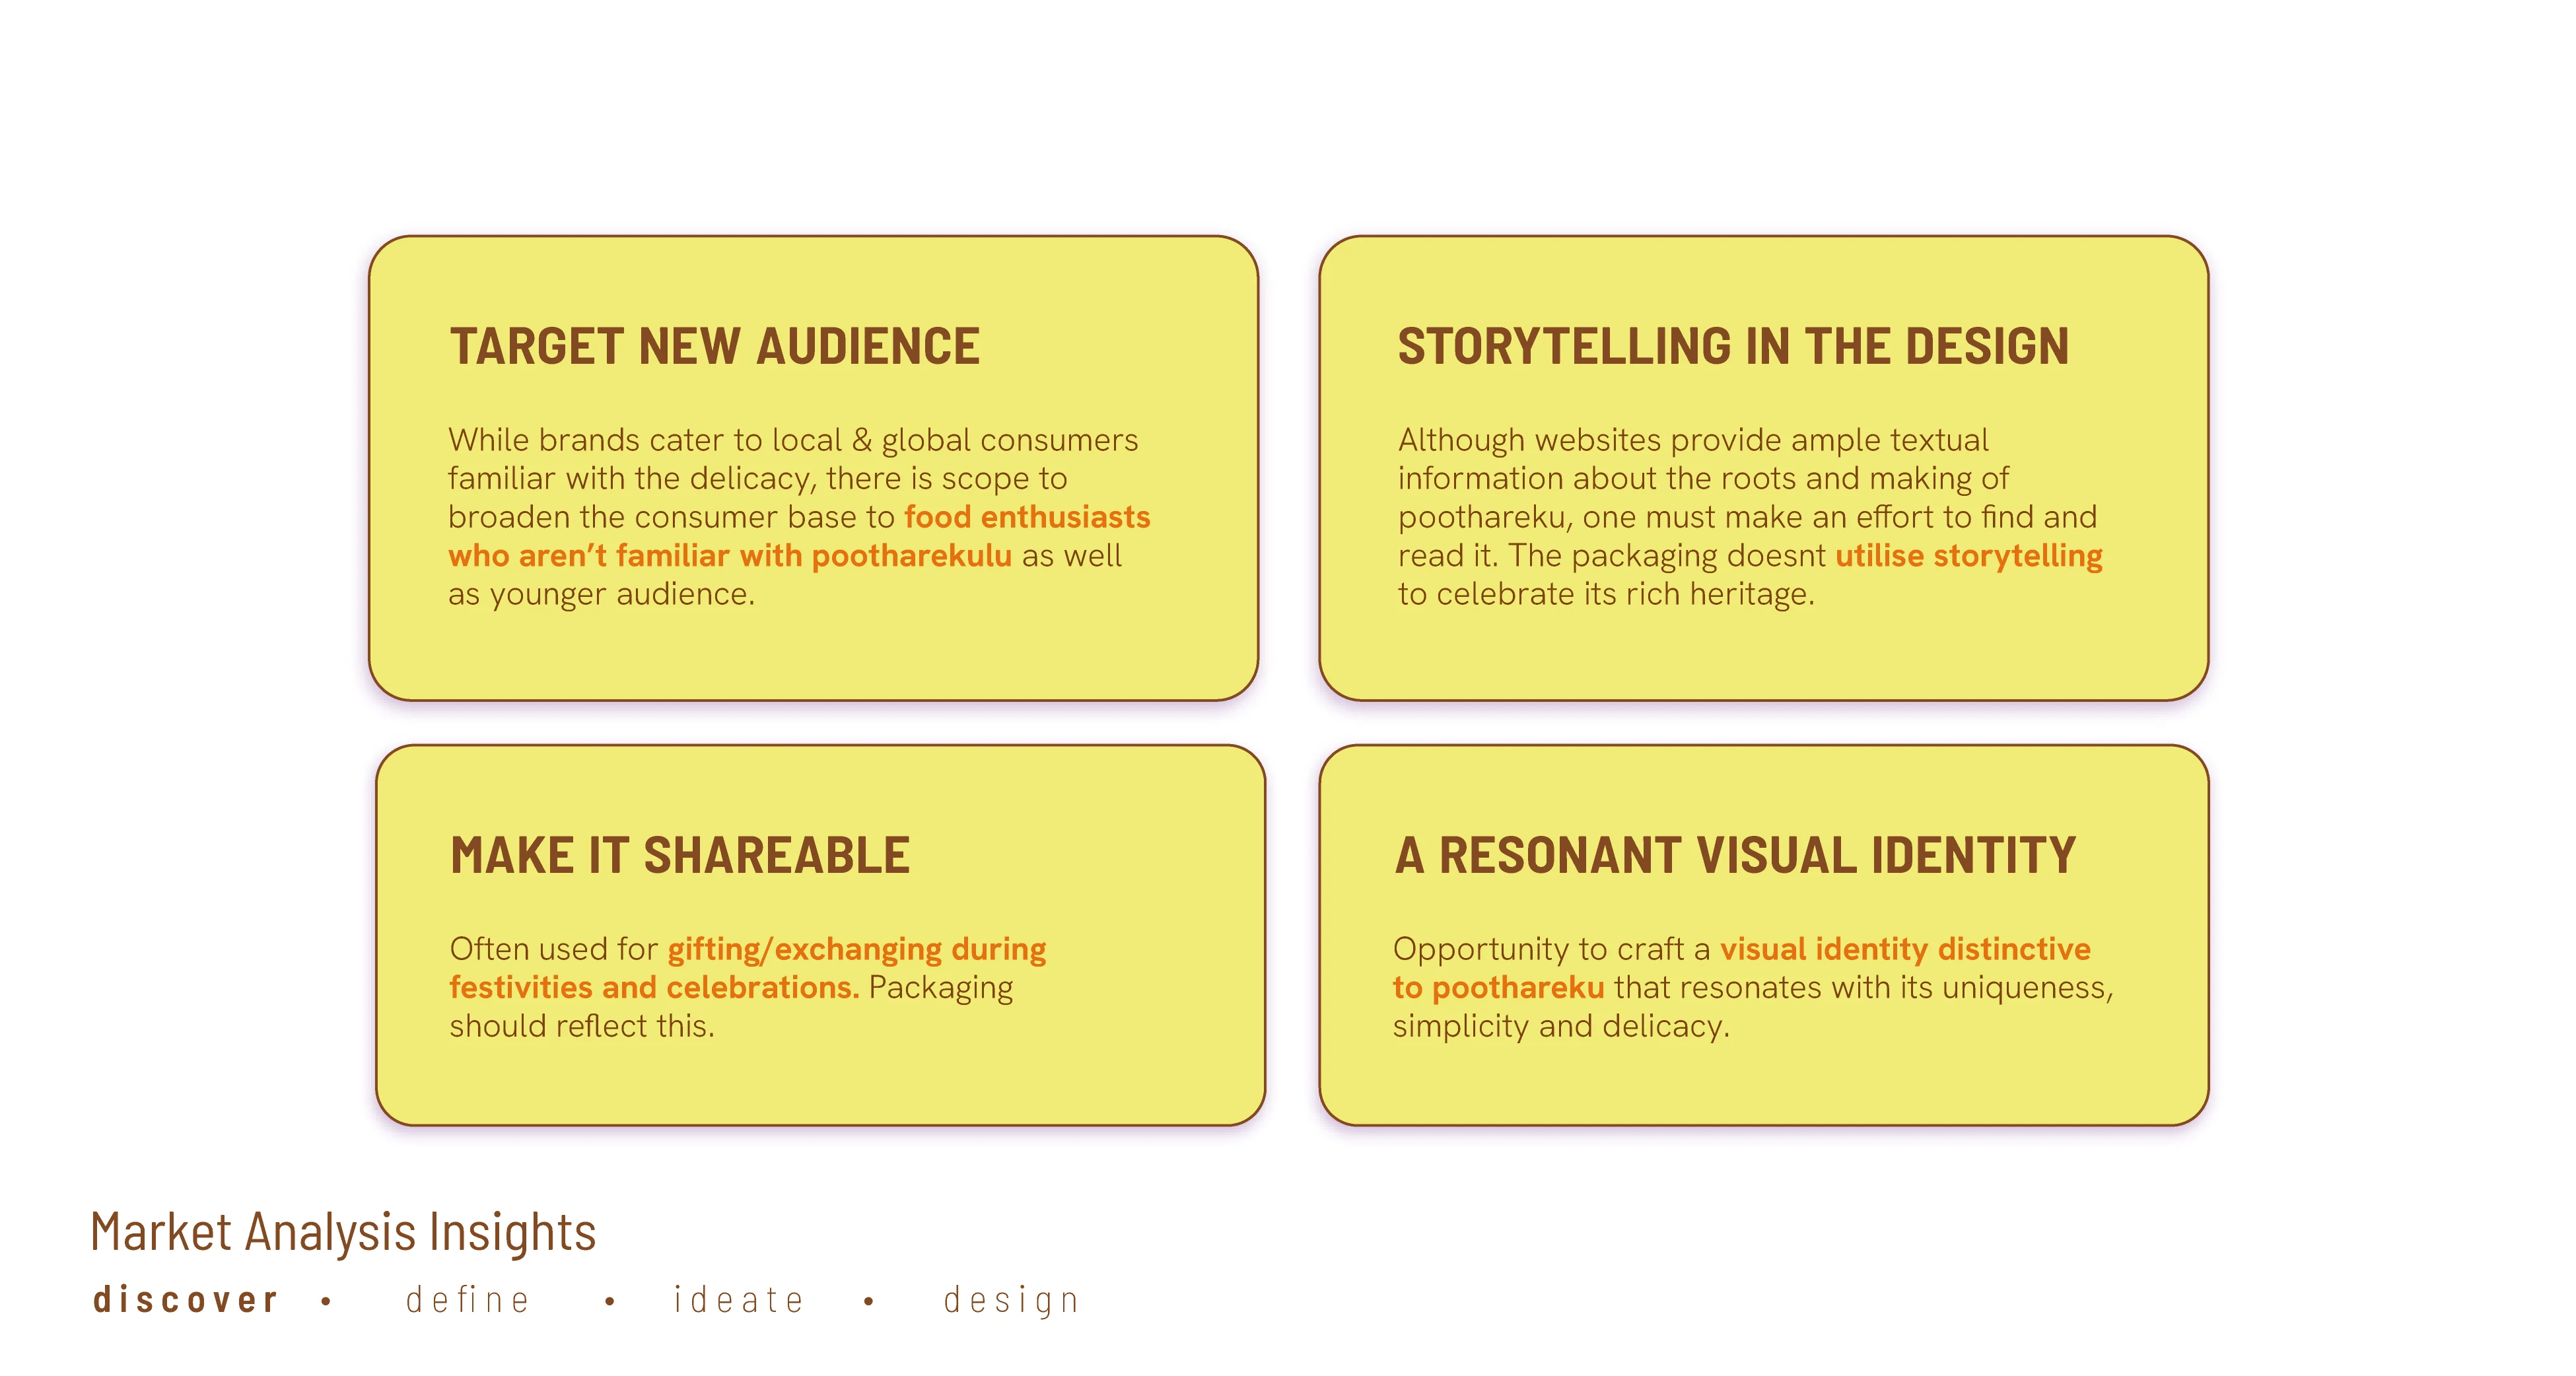 TARGET NEW AUDIENCE
While brands cater to local & global consumers
familiar with the delicacy, there is scope to
broaden the consumer base to food enthusiasts
who aren’t familiar with pootharekulu as well
as younger audience.
STORYTELLING IN THE DESIGN
Although websites provide ample textual
information about the roots and making of
poothareku, one must make an effort to find and
read it. The packaging doesnt utilise storytelling
to celebrate its rich heritage.
MAKE IT SHAREABLE
Often used for gifting/exchanging during
festivities and celebrations. Packaging
should reflect this.
A RESONANT VISUAL IDENTITY
Opportunity to craft a visual identity distinctive
to poothareku that resonates with its uniqueness,
simplicity and delicacy.
Market Analysis Insights
discover • define • ideate • design